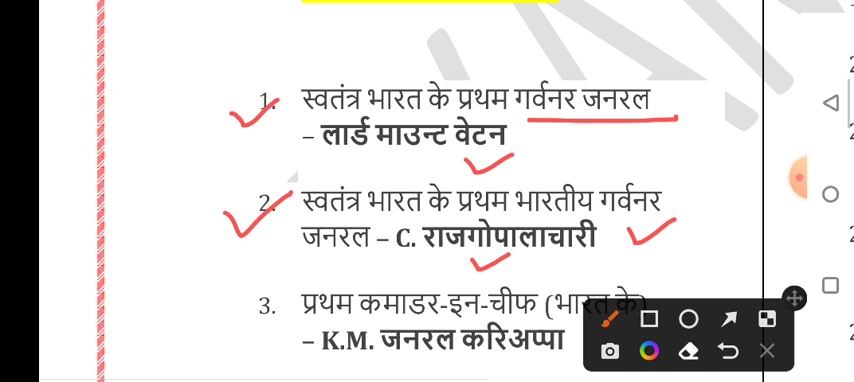 1. स्वतंत्र भारत के प्रथम गर्वनर जनरल
– लार्ड माउन्ट वेटन
2. स्वतंत्र भारत के प्रथम भारतीय गर्वनर
जनरल – C. राजगोपालाचारी
3. प्रथम कमाडर-इन-चीफ (भारत के)
– K.M. जनरल करिअप्पा